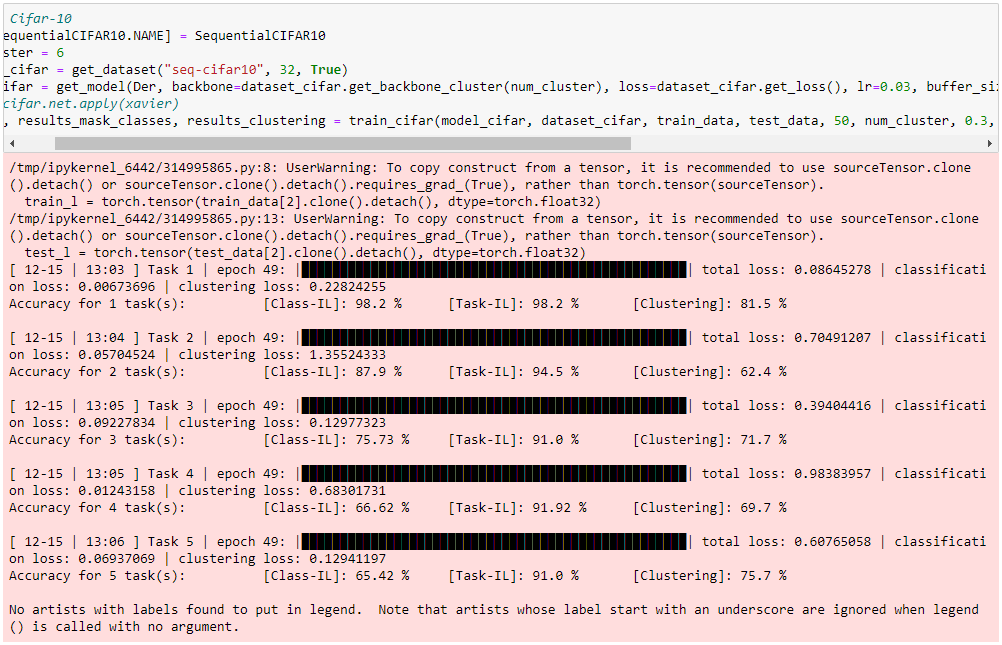 Cifar-10
equentialCIFAR10.NAME] = SequentialCIFAR10
ster = 6
_cifar = get_dataset("seq-cifar10", 32, True)
ifar = get_model(Der, backbone=dataset_cifar.get_backbone_cluster(num_cluster), loss=dataset_cifar.get_loss(), lr=0.03, buffer_siz
cifar.net.apply(xavier)
, results_mask_classes, results_clustering = train_cifar(model_cifar, dataset_cifar, train_data, test_data, 50, num_cluster, 0.3,
/tmp/ipykernel_6442/314995865.py:8: UserWarning: To copy construct from a tensor, it is recommended to use sourceTensor.clone
().detach() or sourceTensor.clone().detach().requires_grad_(True), rather than torch.tensor(sourceTensor).
train_l = torch.tensor(train_data[2].clone().detach(), dtype=torch.float32)
/tmp/ipykernel_6442/314995865.py:13: UserWarning: To copy construct from a tensor, it is recommended to use sourceTensor.clone
().detach() or sourceTensor.clone().detach().requires_grad_(True), rather than torch.tensor(sourceTensor).
test_l = torch.tensor(test_data[2].clone().detach(), dtype=torch.float32)
[ 12-15 | 13:03 ] Task 1 | epoch 49: | | total loss: 0.08645278 | classificati
on loss: 0.00673696 | clustering loss: 0.22824255
Accuracy for 1 task(s): [Class-IL]: 98.2 % [Task-IL]: 98.2 % [Clustering]: 81.5 %
[ 12-15 | 13:04 ] Task 2 | epoch 49: | | total loss: 0.70491207 | classificati
on loss: 0.05704524 | clustering loss: 1.35524333
Accuracy for 2 task(s): [Class-IL]: 87.9 % [Task-IL]: 94.5 % [Clustering]: 62.4 %
[ 12-15 | 13:05 ] Task 3 | epoch 49: | | total loss: 0.39404416 | classificati
on loss: 0.09227834 | clustering loss: 0.12977323
Accuracy for 3 task(s): [Class-IL]: 75.73 % [Task-IL]: 91.0 % [Clustering]: 71.7 %
[ 12-15 | 13:05 ] Task 4 | epoch 49: | | total loss: 0.98383957 | classificati
on loss: 0.01243158 | clustering loss: 0.68301731
Accuracy for 4 task(s): [Class-IL]: 66.62 % [Task-IL]: 91.92 % [Clustering]: 69.7 %
[ 12-15 | 13:06 ] Task 5 | epoch 49: | | total loss: 0.60765058 | classificati
on loss: 0.06937069 | clustering loss: 0.12941197
Accuracy for 5 task(s): [Class-IL]: 65.42 % [Task-IL]: 91.0 % [Clustering]: 75.7 %
No artists with labels found to put in legend.  Note that artists whose label start with an underscore are ignored when legend
() is called with no argument.